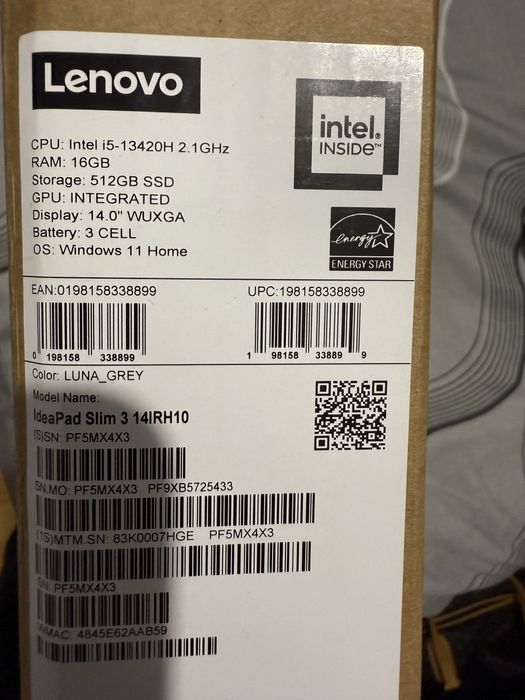 Lenovo
intel.
INSIDE™
CPU: Intel i5-13420H 2.1GHz
RAM: 16GB
Storage: 512GB SSD
GPU: INTEGRATED
Display: 14.0" WUXGA
Battery: 3 CELL
OS: Windows 11 Home
energy
ENERGY STAR
EAN:0198158338899
UPC:198158338899
0 198158 338899
1 98158 33889 9
Color: LUNA_GREY
Model Name:
IdeaPad Slim 3 14IRH10
(S)SN: PF5MX4X3
SN,MO: PF5MX4X3 PF9XB5725433
(1S)MTM,SN: 83K0007HGE PF5MX4X3
SN: PF5MX4X3
WMAC: 4845E62AAB59